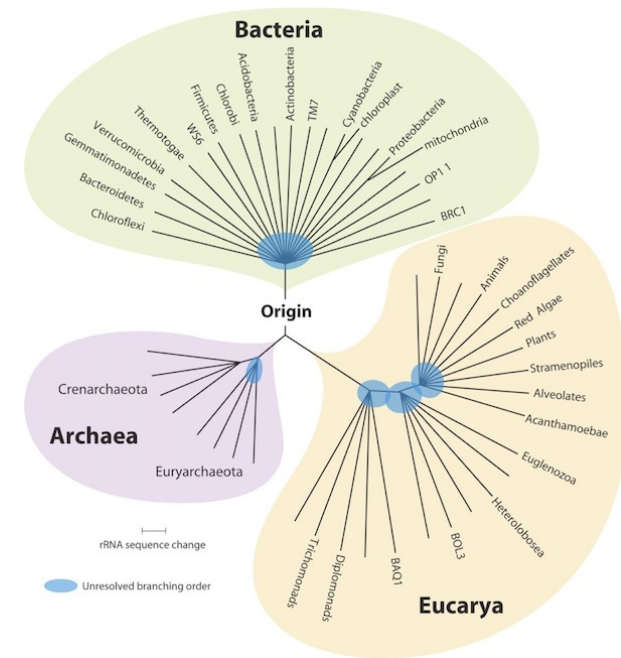 Bacteria
Chloroflexi
Bacteroidetes
Gemmatimonadetes
Verrucomicrobia
Thermotogae
WS6
Firmicutes
Chlorobi
Acidobacteria
Actinobacteria
TM7
Cyanobacteria
chloroplast
Proteobacteria
mitochondria
OP1 1
BRC1
Origin
Crenarchaeota
Archaea
Euryarchaeota
Fungi
Animals
Choanoflagellates
Red Algae
Plants
Stramenopiles
Alveolates
Acanthamoebae
Euglenozoa
Heterolobosea
BOL3
BAQ1
Diplomonads
Trichomonads
Eucarya
rRNA sequence change
Unresolved branching order